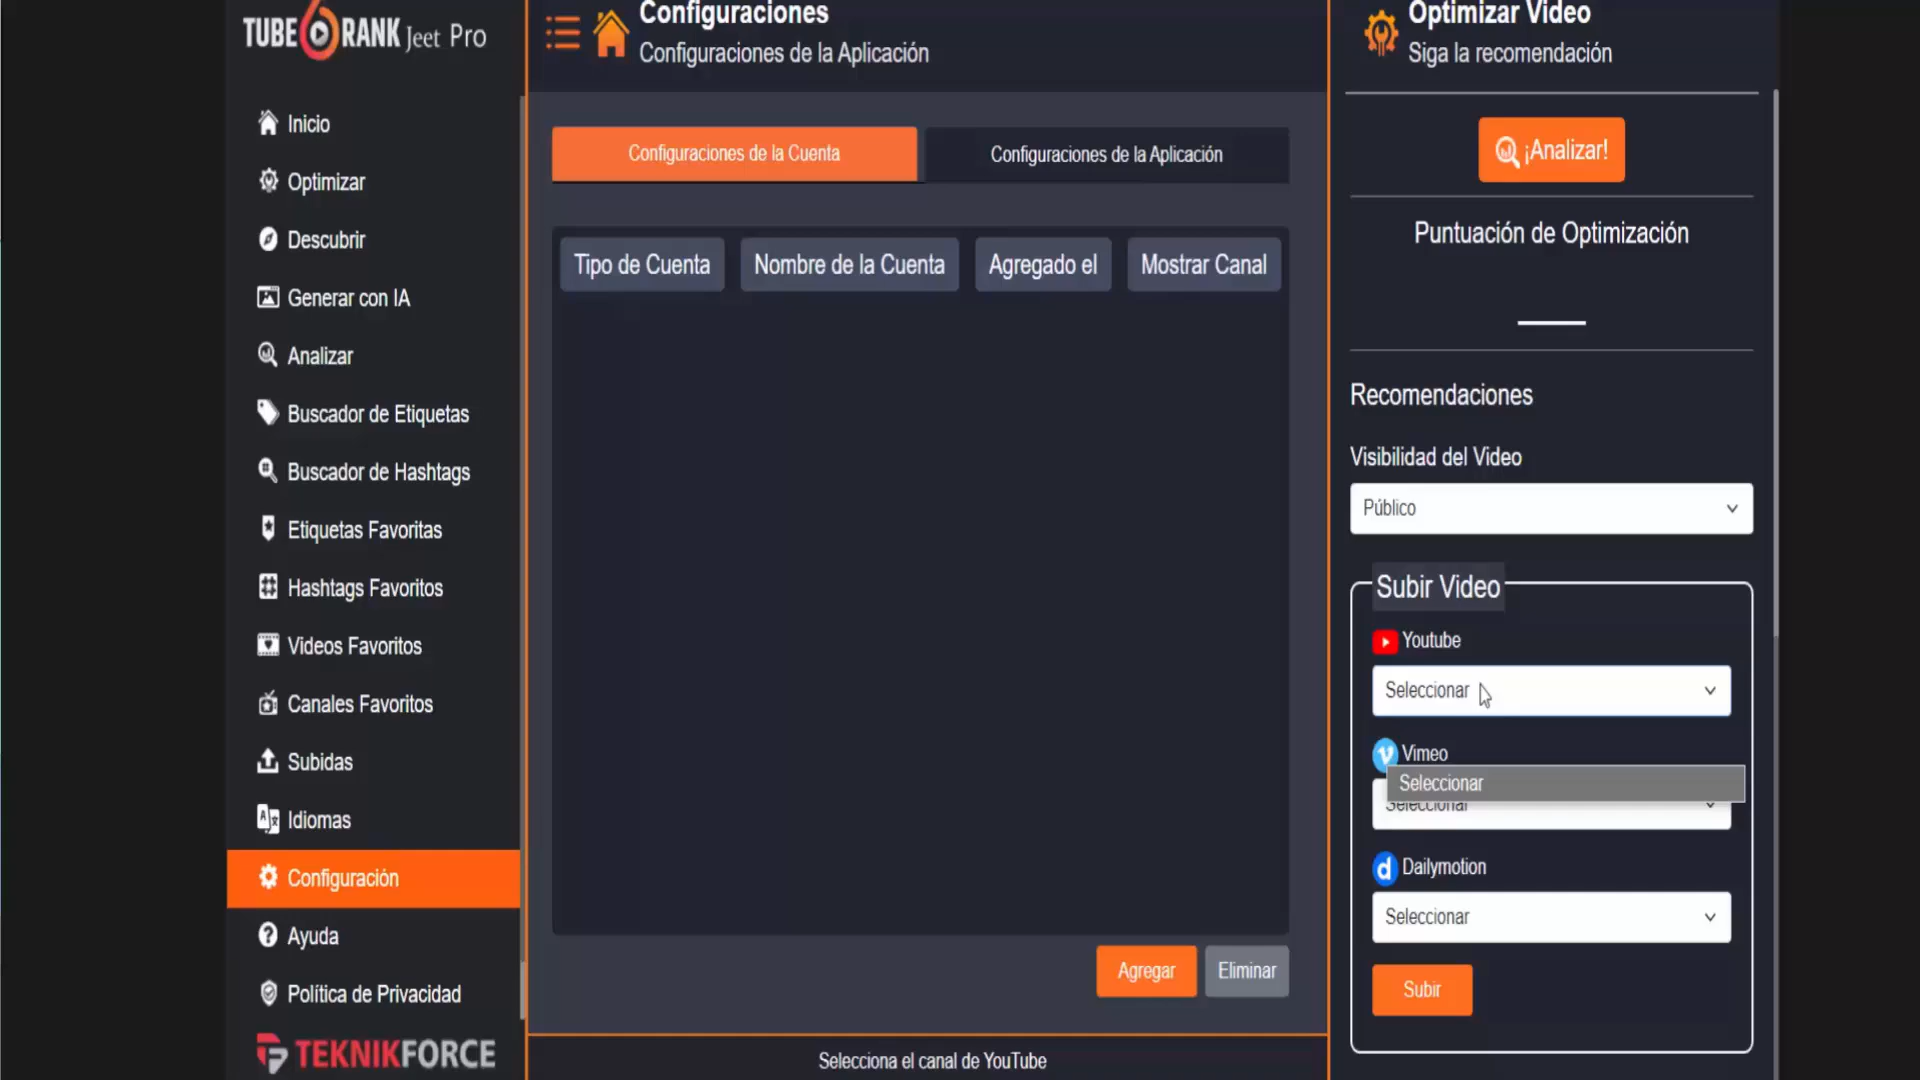 TUBE RANK Jeet Pro
Inicio
Optimizar
Descubrir
Generar con IA
Analizar
Buscador de Etiquetas
Buscador de Hashtags
Etiquetas Favoritas
Hashtags Favoritos
Videos Favoritos
Canales Favoritos
Subidas
Idiomas
Configuración
Ayuda
Política de Privacidad
TEKNIKFORCE
Configuraciones
Configuraciones de la Aplicación
Configuraciones de la Cuenta
Configuraciones de la Aplicación
Tipo de Cuenta
Nombre de la Cuenta
Agregado el
Mostrar Canal
Agregar
Eliminar
Selecciona el canal de YouTube
Optimizar Video
Siga la recomendación
¡Analizar!
Puntuación de Optimización
Recomendaciones
Visibilidad del Video
Público
Subir Video
Youtube
Seleccionar
Vimeo
Seleccionar
Seleccionar
Dailymotion
Seleccionar
Subir